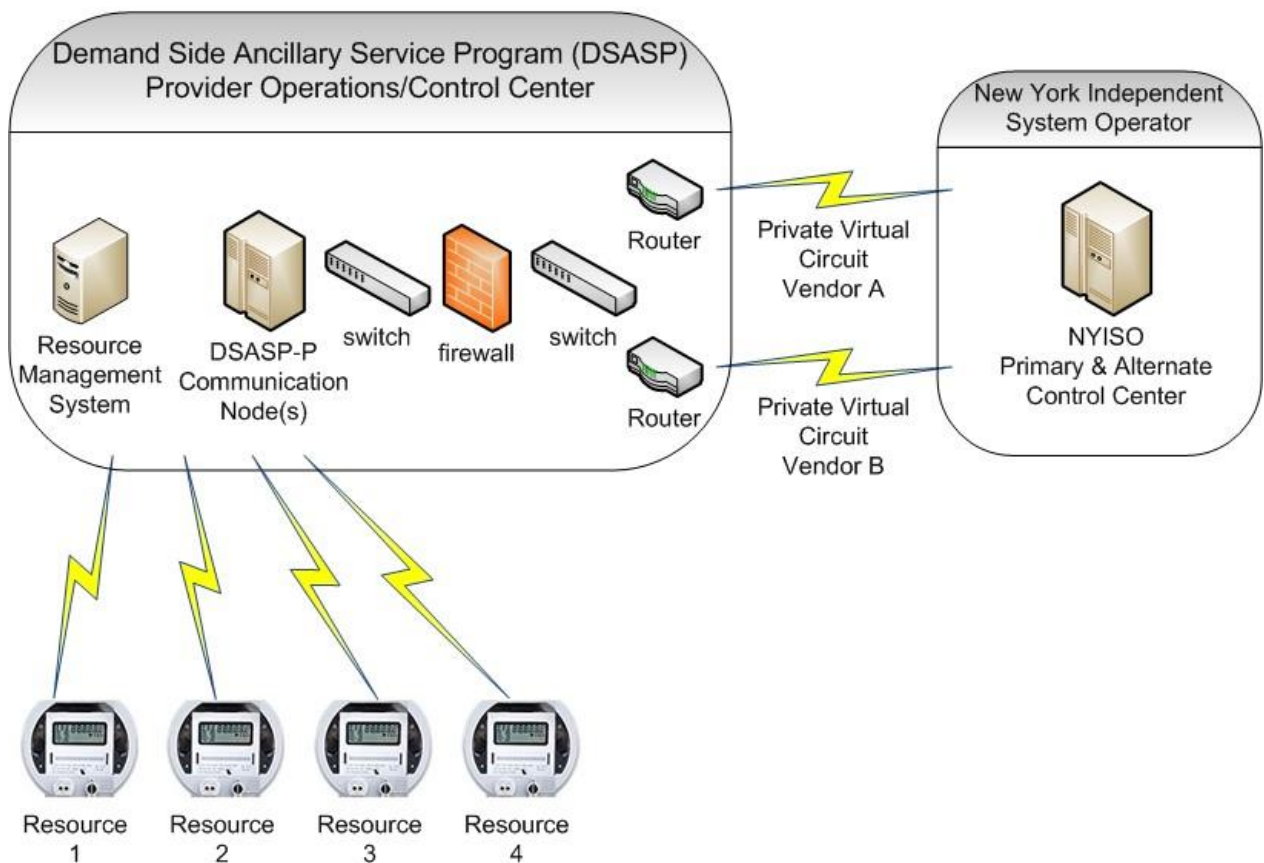 Demand Side Ancillary Service Program (DSASP)
Provider Operations/Control Center
New York Independent
System Operator
Router
Private Virtual
Circuit
Vendor A
Resource
Management
System
DSASP-P
Communication
Node(s)
switch
firewall
switch
Router
Private Virtual
Circuit
Vendor B
NYISO
Primary & Alternate
Control Center
Resource
1
Resource
2
Resource
3
Resource
4